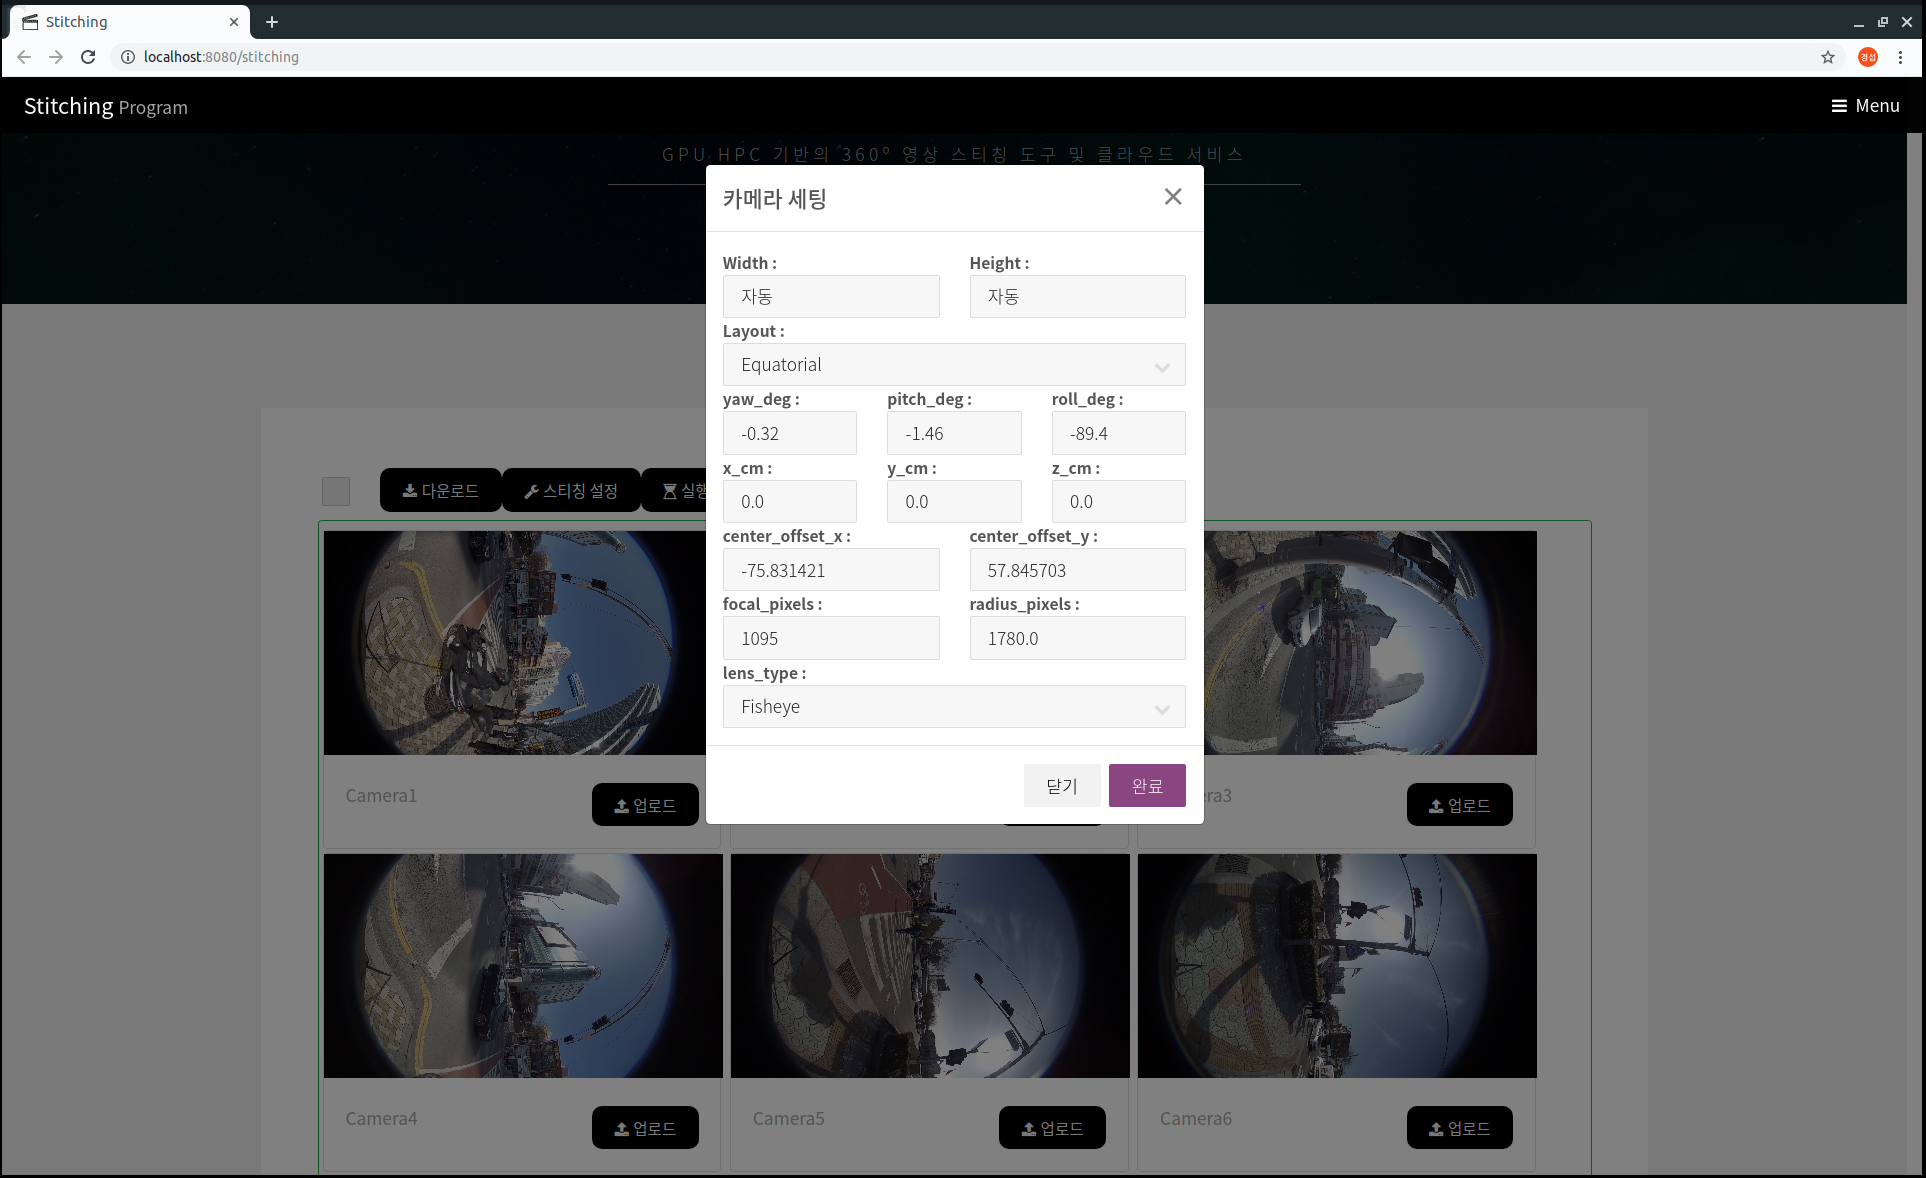 Stitching
localhost:8080/stitching
경섭
Stitching Program
Menu
GPU HPC 기반의 360° 영상 스티칭 도구 및 클라우드 서비스
카메라 세팅
Width :
Height :
자동
자동
Layout :
Equatorial
yaw_deg :
pitch_deg :
roll_deg :
-0.32
-1.46
-89.4
x_cm :
y_cm :
z_cm :
0.0
0.0
0.0
center_offset_x :
center_offset_y :
-75.831421
57.845703
focal_pixels :
radius_pixels :
1095
1780.0
lens_type :
Fisheye
닫기
완료
다운로드
스티칭 설정
실행
Camera1
업로드
ra3
업로드
Camera4
업로드
Camera5
업로드
Camera6
업로드